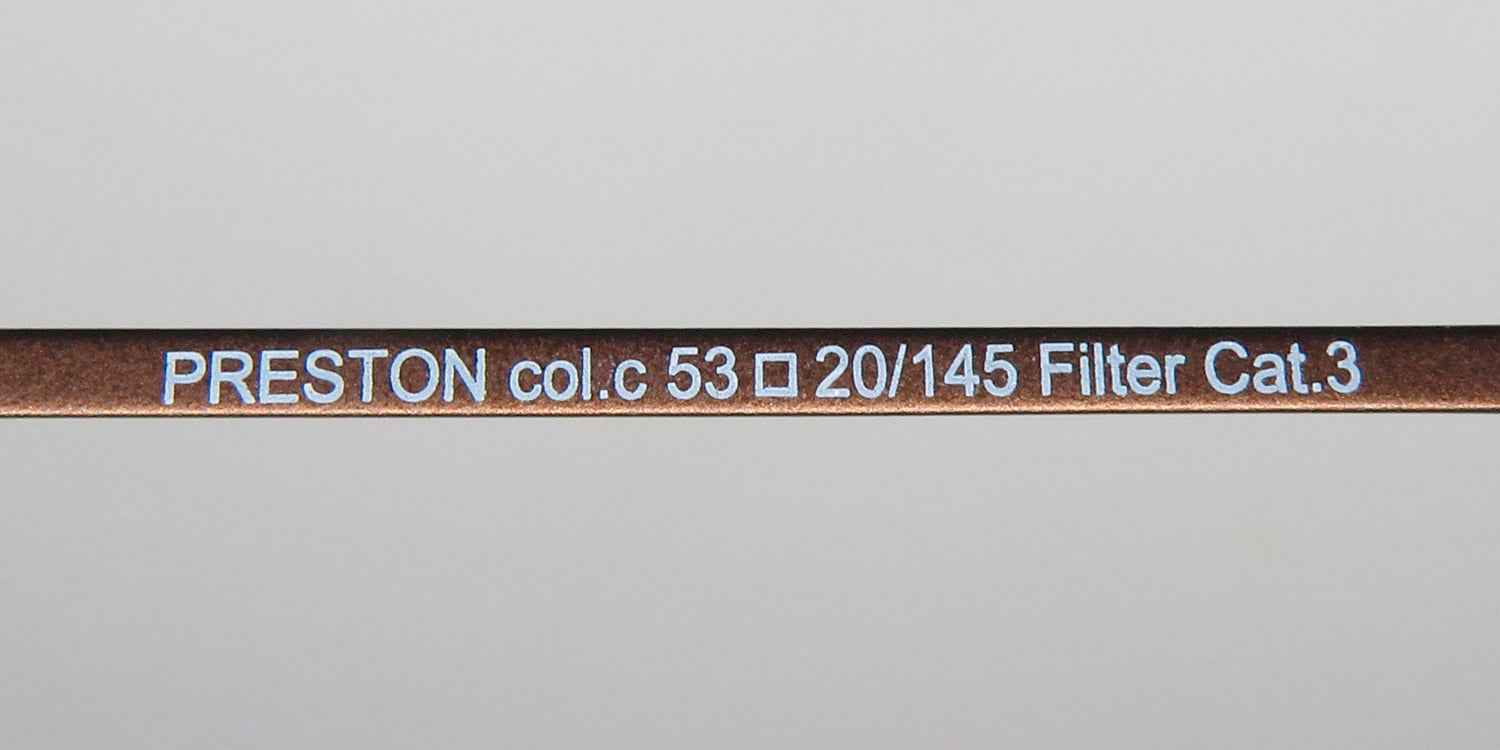 PRESTON col.c 53□20/145 Filter Cat.3